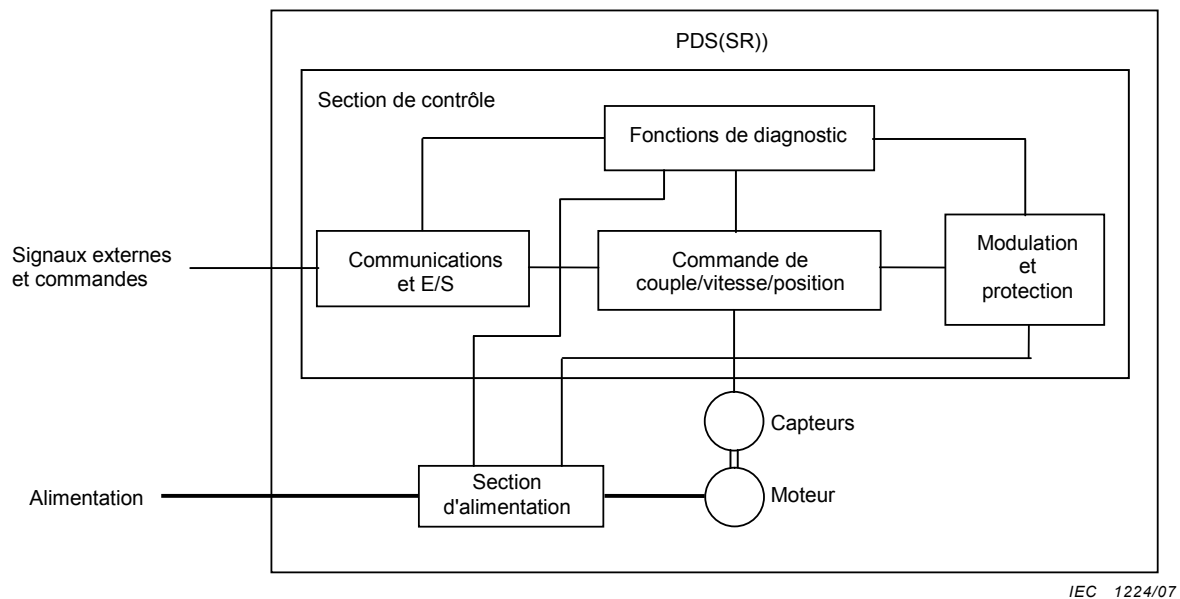 PDS(SR))
Section de contrôle
Fonctions de diagnostic
Signaux externes
et commandes
Communications
et E/S
Commande de
couple/vitesse/position
Modulation
et
protection
Capteurs
Alimentation
Section
d'alimentation
Moteur
IEC 1224/07